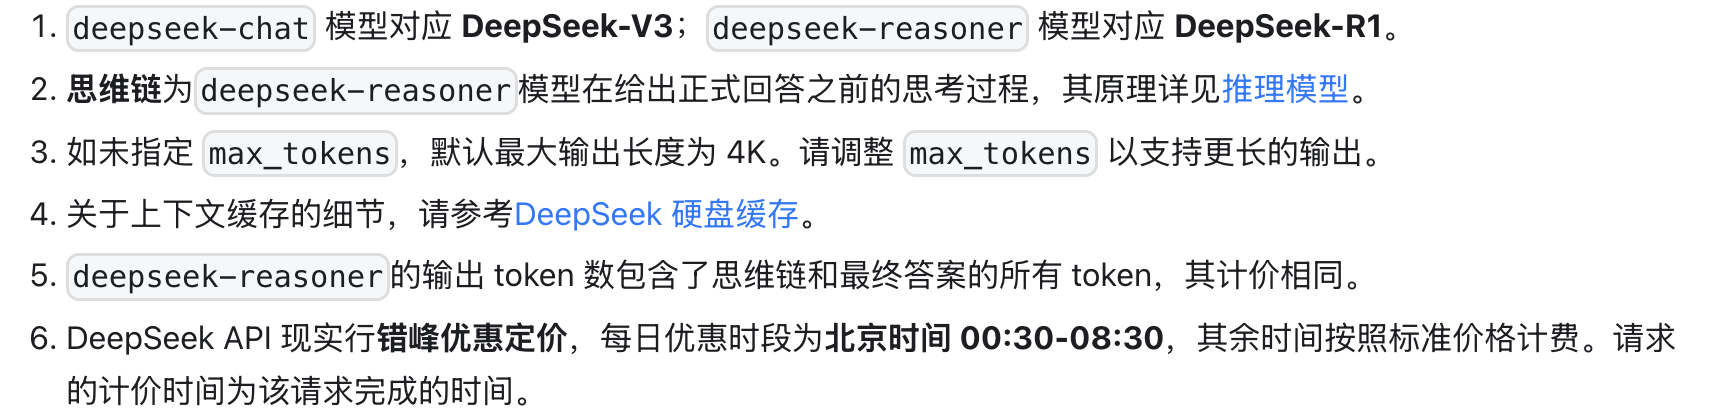 1. deepseek-chat 模型对应 DeepSeek-V3；deepseek-reasoner 模型对应 DeepSeek-R1。
2. 思维链为deepseek-reasoner模型在给出正式回答之前的思考过程，其原理详见推理模型。
3. 如未指定 max_tokens，默认最大输出长度为 4K。请调整 max_tokens 以支持更长的输出。
4. 关于上下文缓存的细节，请参考DeepSeek 硬盘缓存。
5. deepseek-reasoner的输出 token 数包含了思维链和最终答案的所有 token，其计价相同。
6. DeepSeek API 现实行错峰优惠定价，每日优惠时段为北京时间 00:30-08:30，其余时间按照标准价格计费。请求
的计价时间为该请求完成的时间。